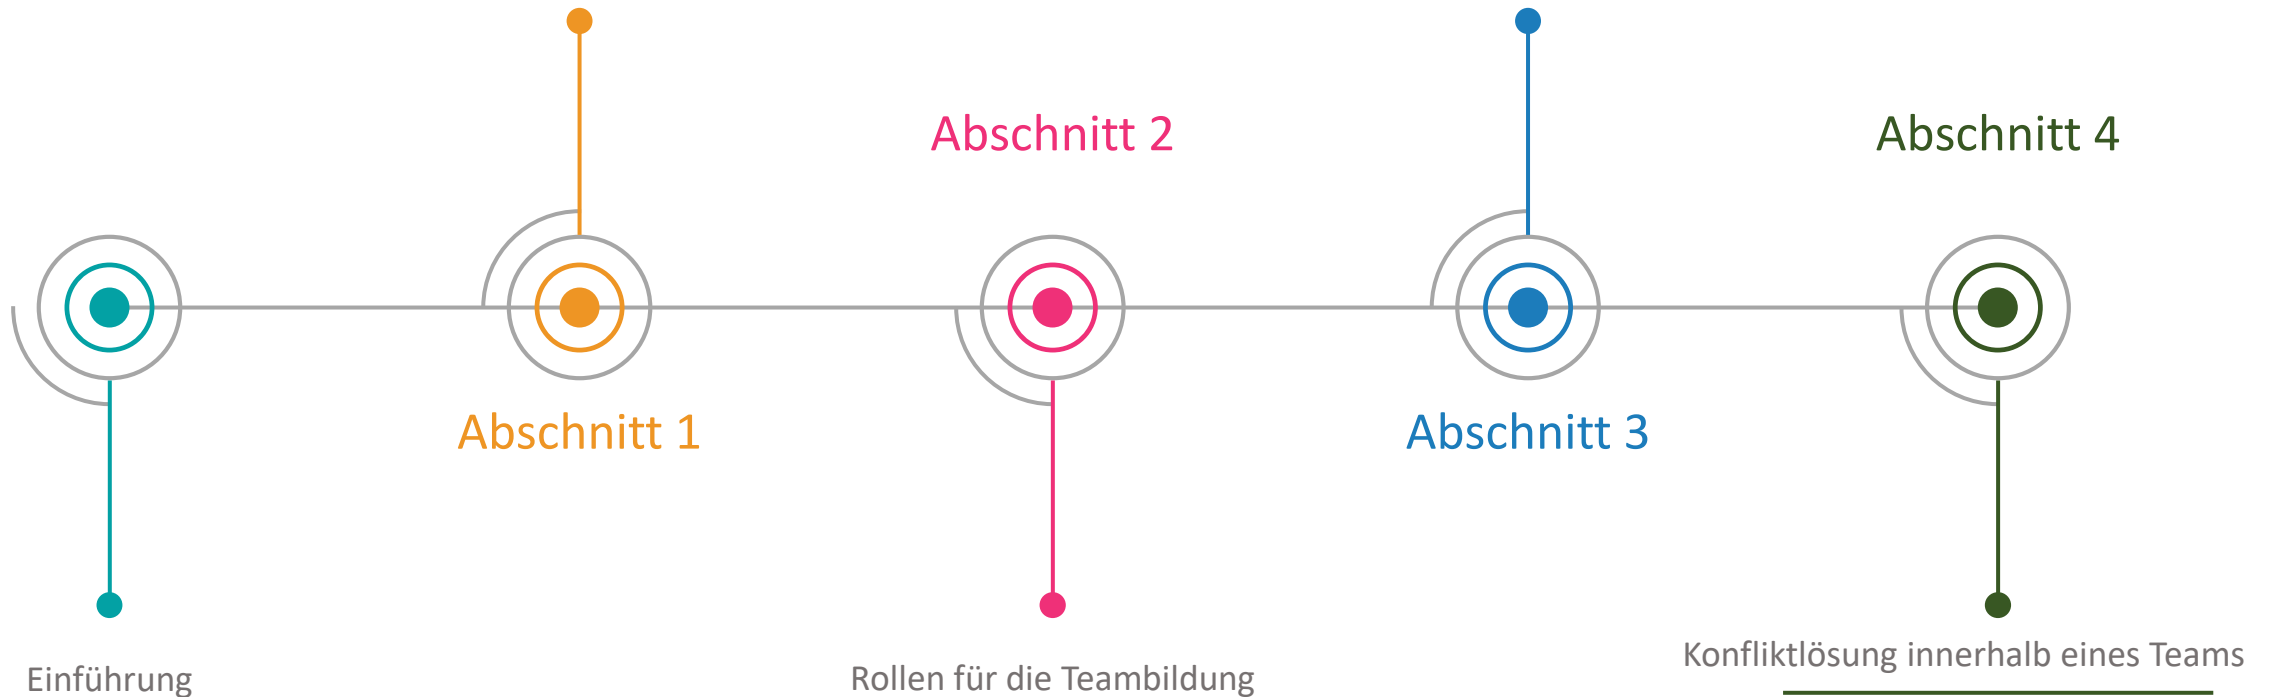 Abschnitt 2
Abschnitt 4
Abschnitt 1
Abschnitt 3
Einführung
Rollen für die Teambildung
Konfliktlösung innerhalb eines Teams